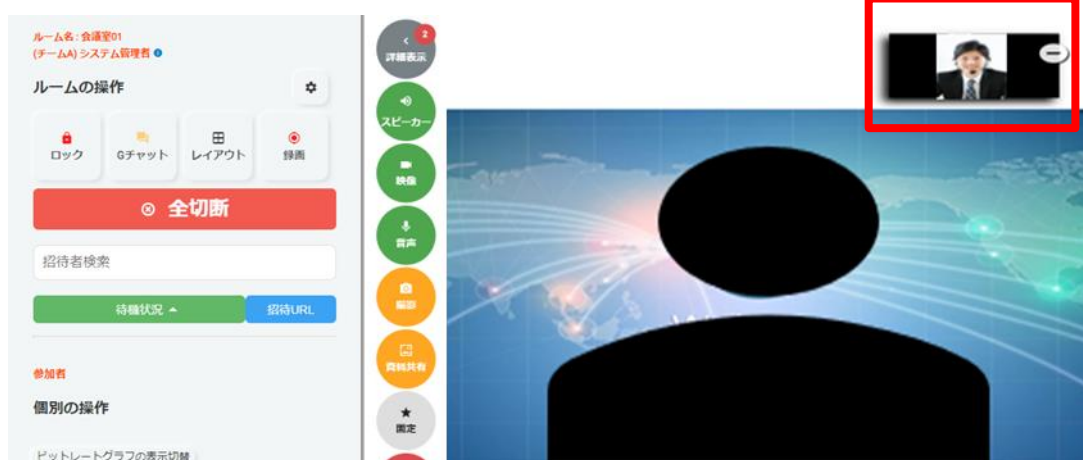 ルーム名 : 会議室01
(チームA) システム管理者
ルームの操作
ロック
Gチャット
レイアウト
録画
全切断
招待者検索
待機状況
招待URL
参加者
個別の操作
ビットレートグラフの表示切替
2
詳細表示
スピーカー
映像
音声
撮影
資料共有
固定